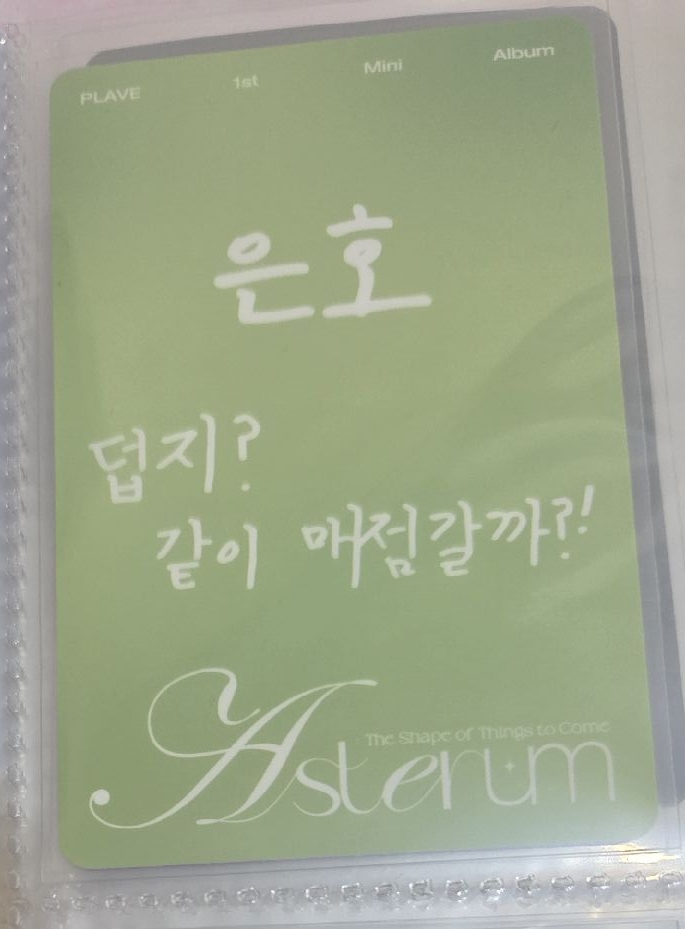 PLAVE 1st Mini Album
은호
덥지?
같이 매점갈까?!
The Shape of Things to Come
Asterum